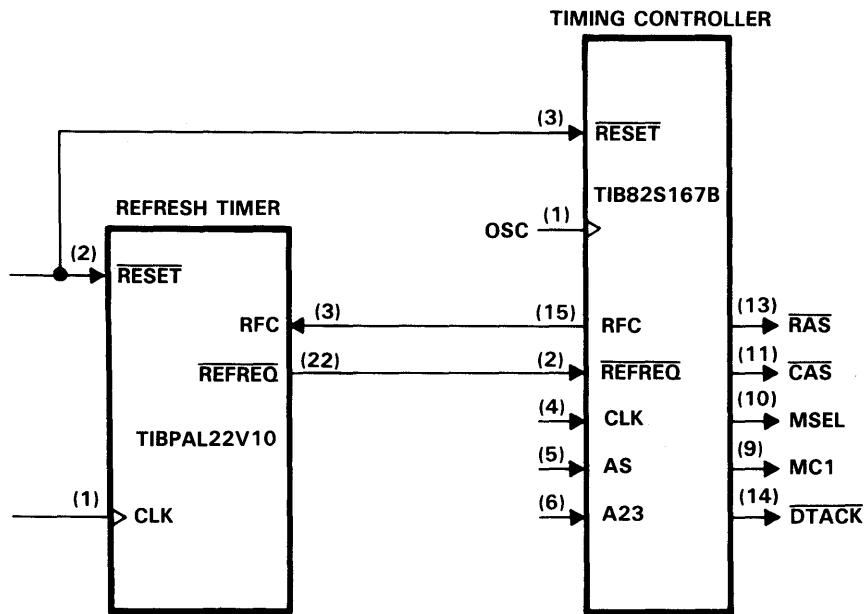 TIMING CONTROLLER
(3)
RESET
TIB82S167B
REFRESH TIMER
OSC
(1)
(2)
RESET
RFC
(3)
(15)
RFC
(13)
RAS
REFREQ
(22)
(2)
REFREQ
(11)
CAS
(4)
CLK
(10)
MSEL
TIBPAL22V10
(5)
AS
(9)
MC1
(1)
CLK
(6)
A23
(14)
DTACK